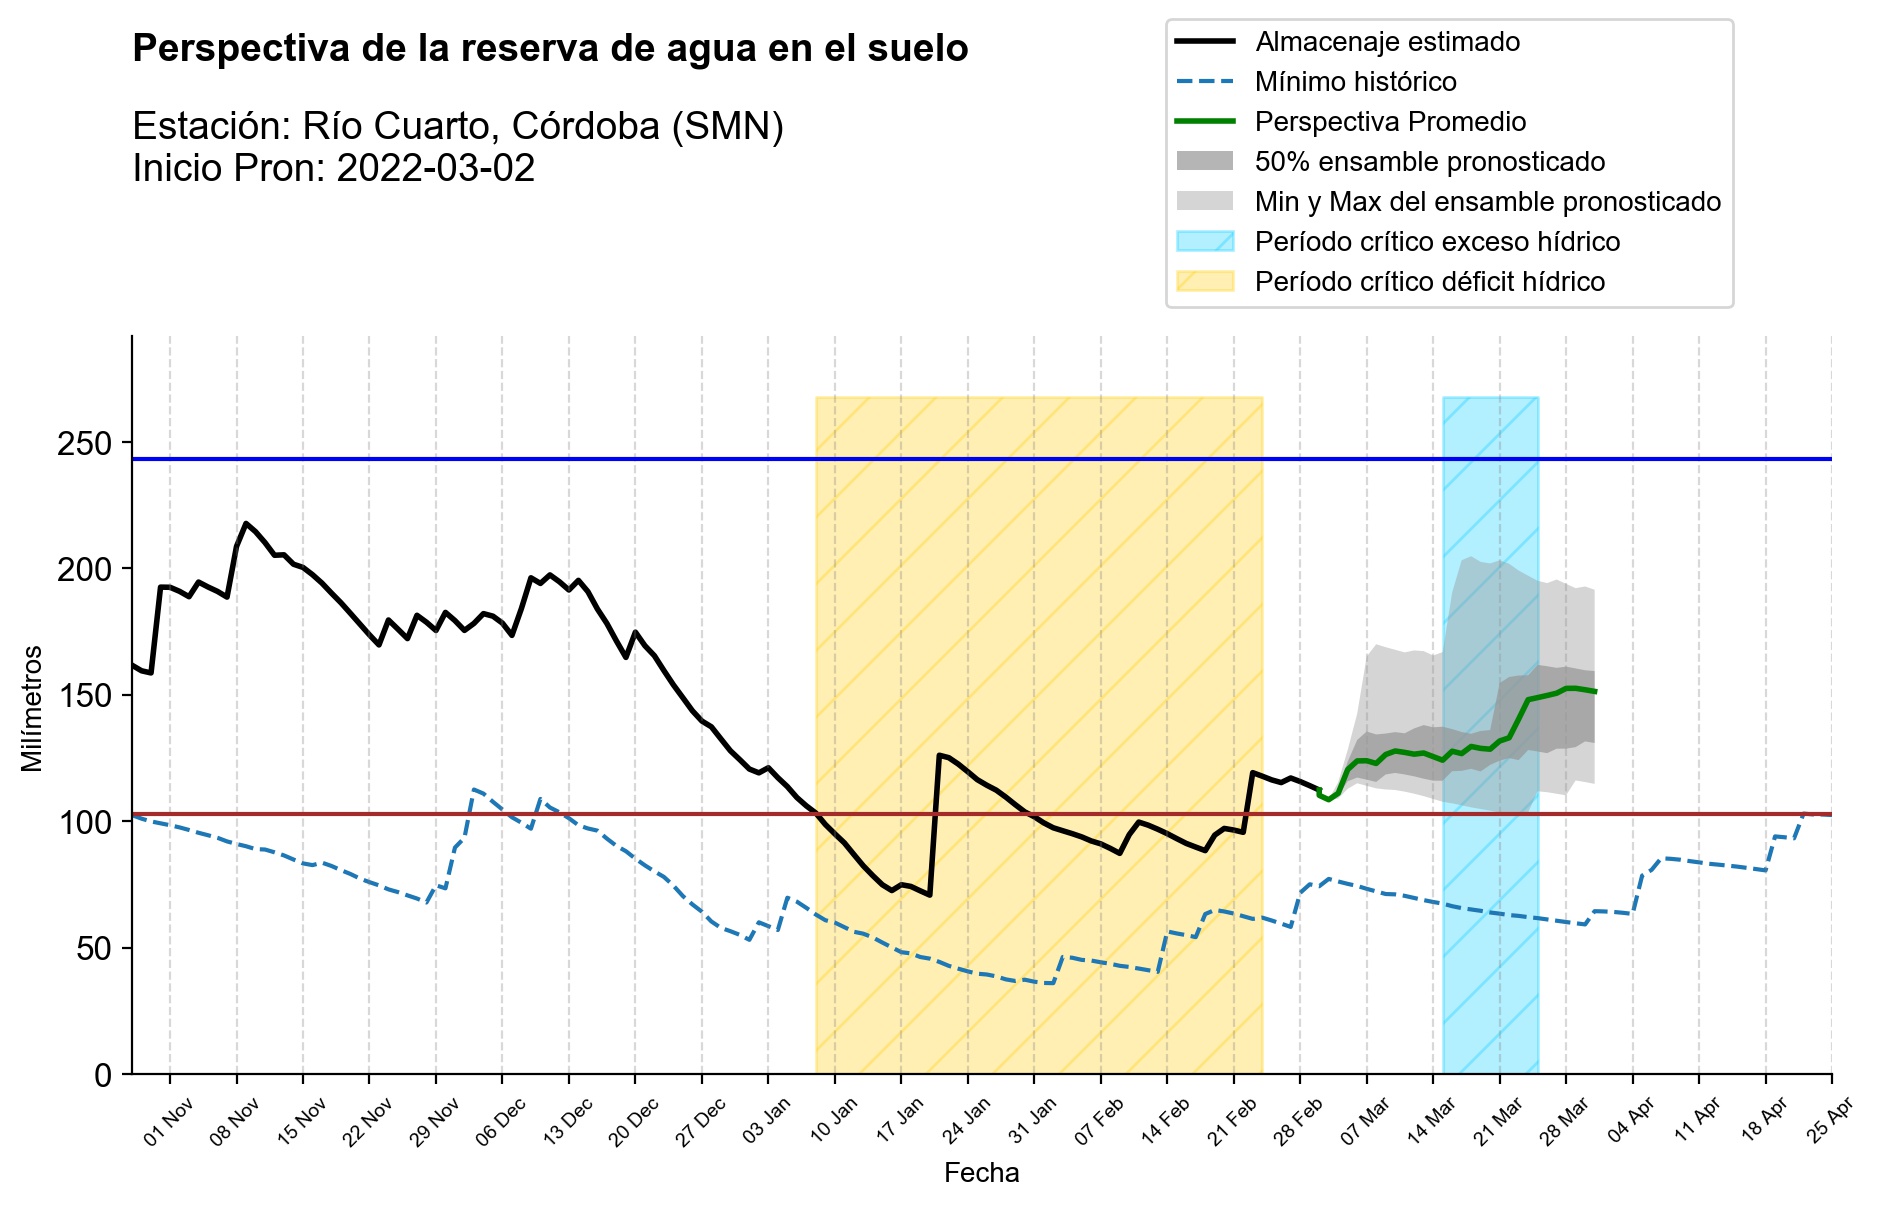 Perspectiva de la reserva de agua en el suelo
Estación: Río Cuarto, Córdoba (SMN)
Inicio Pron: 2022-03-02
Almacenaje estimado
Mínimo histórico
Perspectiva Promedio
50% ensamble pronosticado
Min y Max del ensamble pronosticado
Período crítico exceso hídrico
Período crítico déficit hídrico
Milímetros
250
200
150
100
50
0
01 Nov
08 Nov
15 Nov
22 Nov
29 Nov
06 Dec
13 Dec
20 Dec
27 Dec
03 Jan
10 Jan
17 Jan
24 Jan
31 Jan
07 Feb
14 Feb
21 Feb
28 Feb
07 Mar
14 Mar
21 Mar
28 Mar
04 Apr
11 Apr
18 Apr
25 Apr
Fecha